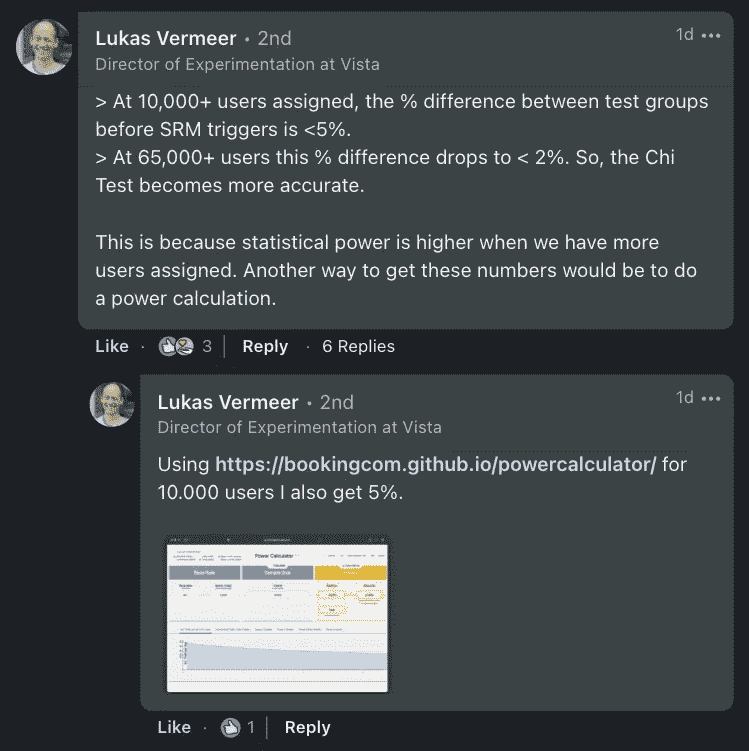 Lukas Vermeer • 2nd
1d •••
Director of Experimentation at Vista
> At 10,000+ users assigned, the % difference between test groups
before SRM triggers is <5%.
> At 65,000+ users this % difference drops to < 2%. So, the Chi
Test becomes more accurate.
This is because statistical power is higher when we have more
users assigned. Another way to get these numbers would be to do
a power calculation.
Like · 3 | Reply · 6 Replies
Lukas Vermeer • 2nd
1d •••
Director of Experimentation at Vista
Using https://bookingcom.github.io/powercalculator/ for
10.000 users I also get 5%.
Power Calculator
Base Rate
Sample Size
Like · 1 | Reply